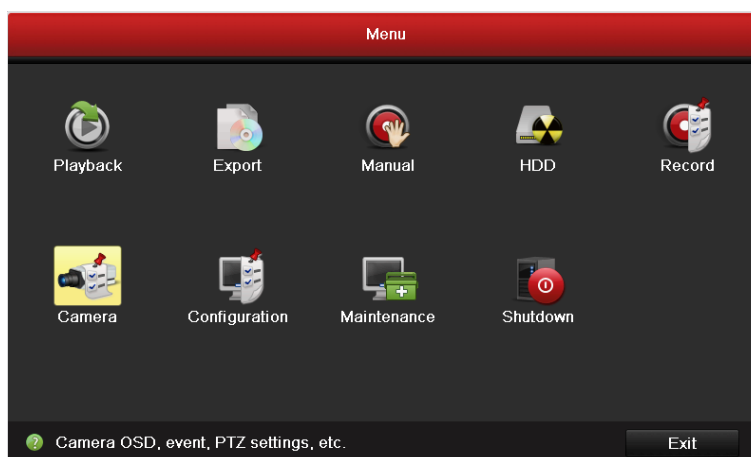 Menu
Playback
Export
Manual
HDD
Record
Camera
Configuration
Maintenance
Shutdown
Camera OSD, event, PTZ settings, etc.
Exit